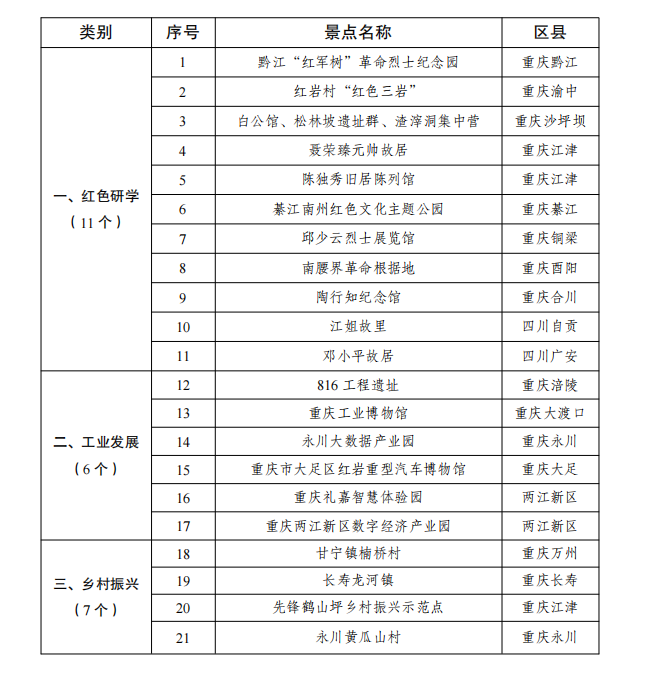 类别 序号 景点名称 区县
一、红色研学
（11 个）
1 黔江“红军树”革命烈士纪念园 重庆黔江
2 红岩村“红色三岩” 重庆渝中
3 白公馆、松林坡遗址群、渣滓洞集中营 重庆沙坪坝
4 聂荣臻元帅故居 重庆江津
5 陈独秀旧居陈列馆 重庆江津
6 綦江南州红色文化主题公园 重庆綦江
7 邱少云烈士展览馆 重庆铜梁
8 南腰界革命根据地 重庆酉阳
9 陶行知纪念馆 重庆合川
10 江姐故里 四川自贡
11 邓小平故居 四川广安
二、工业发展
（6 个）
12 816 工程遗址 重庆涪陵
13 重庆工业博物馆 重庆大渡口
14 永川大数据产业园 重庆永川
15 重庆市大足区红岩重型汽车博物馆 重庆大足
16 重庆礼嘉智慧体验园 两江新区
17 重庆两江新区数字经济产业园 两江新区
三、乡村振兴
（7 个）
18 甘宁镇楠桥村 重庆万州
19 长寿龙河镇 重庆长寿
20 先锋鹤山坪乡村振兴示范点 重庆江津
21 永川黄瓜山村 重庆永川